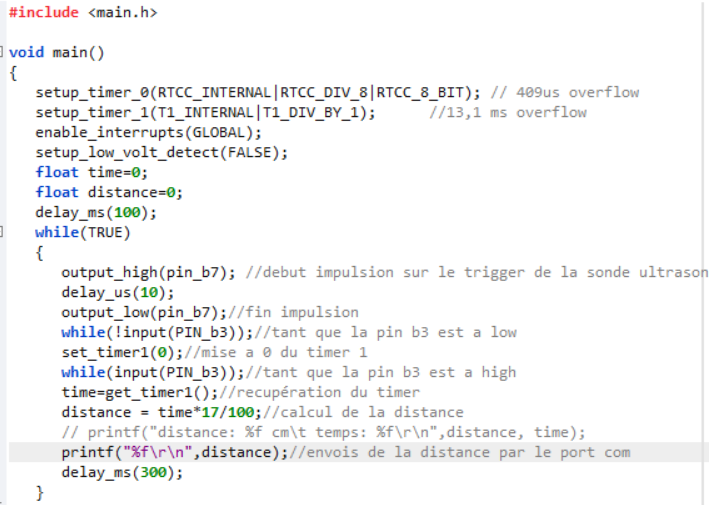 #include <main.h>
void main()
{
setup_timer_0(RTCC_INTERNAL|RTCC_DIV_8|RTCC_8_BIT); // 409us overflow
setup_timer_1(T1_INTERNAL|T1_DIV_BY_1);      //13,1 ms overflow
enable_interrupts(GLOBAL);
setup_low_volt_detect(FALSE);
float time=0;
float distance=0;
delay_ms(100);
while(TRUE)
{
output_high(pin_b7); //debut impulsion sur le trigger de la sonde ultrason
delay_us(10);
output_low(pin_b7);//fin impulsion
while(!input(PIN_b3));//tant que la pin b3 est a low
set_timer1(0);//mise a 0 du timer 1
while(input(PIN_b3));//tant que la pin b3 est a high
time=get_timer1();//recupération du timer
distance = time*17/100;//calcul de la distance
// printf("distance: %f cm\t temps: %f\r\n",distance, time);
printf("%f\r\n",distance);//envois de la distance par le port com
delay_ms(300);
}